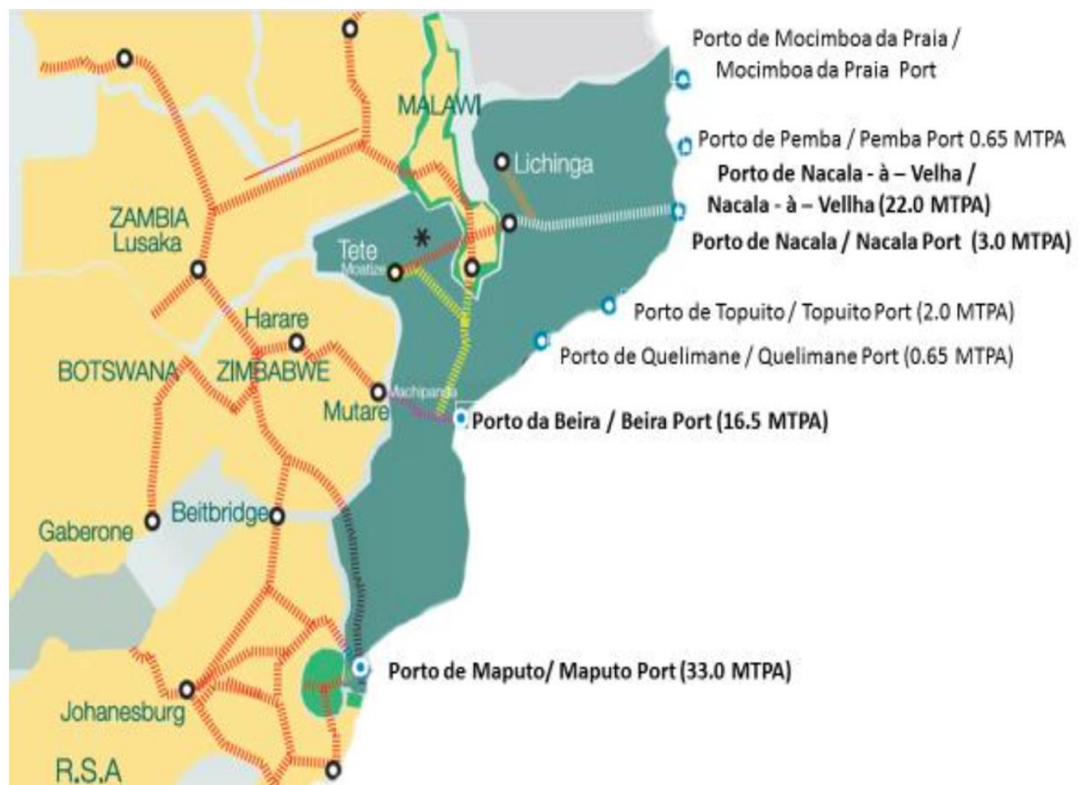 Porto de Mocimboa da Praia /
Mocimboa da Praia Port
MALAWI
Porto de Pemba / Pemba Port 0.65 MTPA
Lichinga
Porto de Nacala - à – Velha /
Nacala - à – Vellha (22.0 MTPA)
ZAMBIA
Lusaka
Porto de Nacala / Nacala Port (3.0 MTPA)
*
Tete
Moatize
Harare
Porto de Topuito / Topuito Port (2.0 MTPA)
Porto de Quelimane / Quelimane Port (0.65 MTPA)
BOTSWANA
ZIMBABWE
Machipanda
Mutare
Porto da Beira / Beira Port (16.5 MTPA)
Beitbridge
Gaberone
Porto de Maputo/ Maputo Port (33.0 MTPA)
Johanesburg
R.S.A